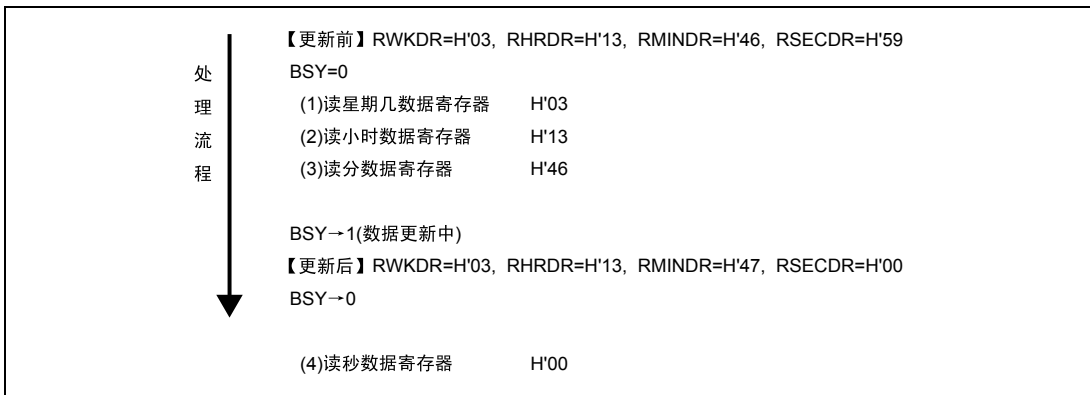 处
理
流
程
【更新前】RWKDR=H'03, RHRDR=H'13, RMINDR=H'46, RSECDR=H'59
BSY=0
(1)读星期几数据寄存器 H'03
(2)读小时数据寄存器 H'13
(3)读分数据寄存器 H'46
BSY→1(数据更新中)
【更新后】RWKDR=H'03, RHRDR=H'13, RMINDR=H'47, RSECDR=H'00
BSY→0
(4)读秒数据寄存器 H'00